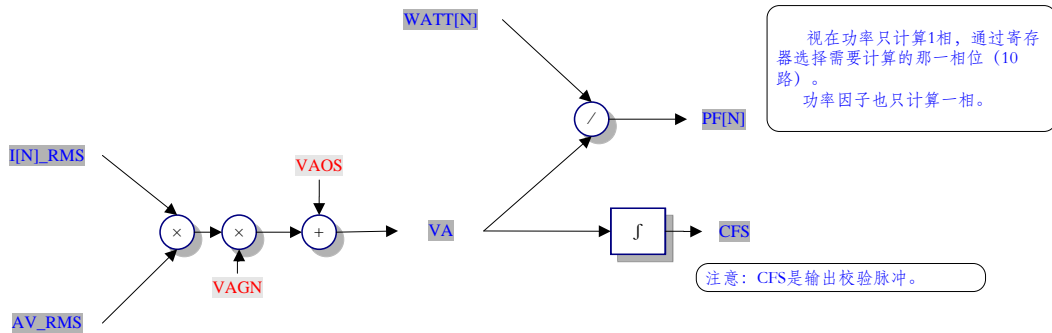 WATT[N]
视在功率只计算1相，通过寄存
器选择需要计算的那一相位（10
路）。
功率因子也只计算一相。
/
PF[N]
I[N]_RMS
VAOS
×
×
+
VA
∫
CFS
VAGN
注意：CFS是输出校验脉冲。
AV_RMS